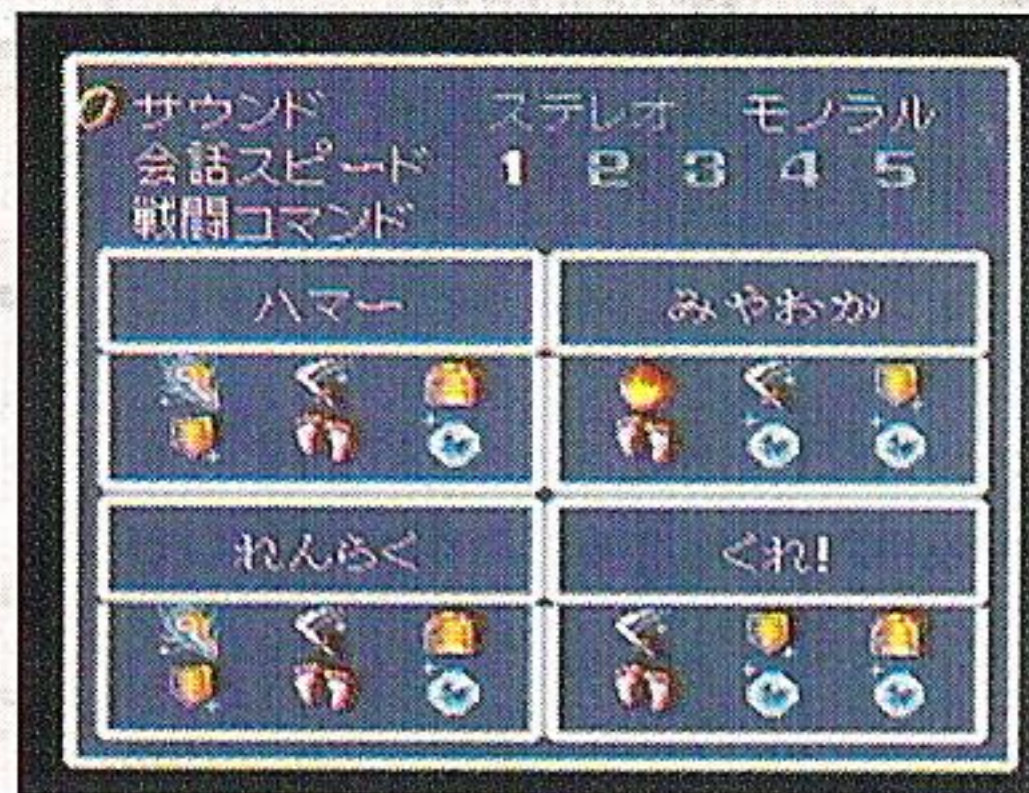 サウンド ステレオ モノラル
会話スピード 1 2 3 4 5
戦闘コマンド
ハマー みやおか
れんらく くれ!